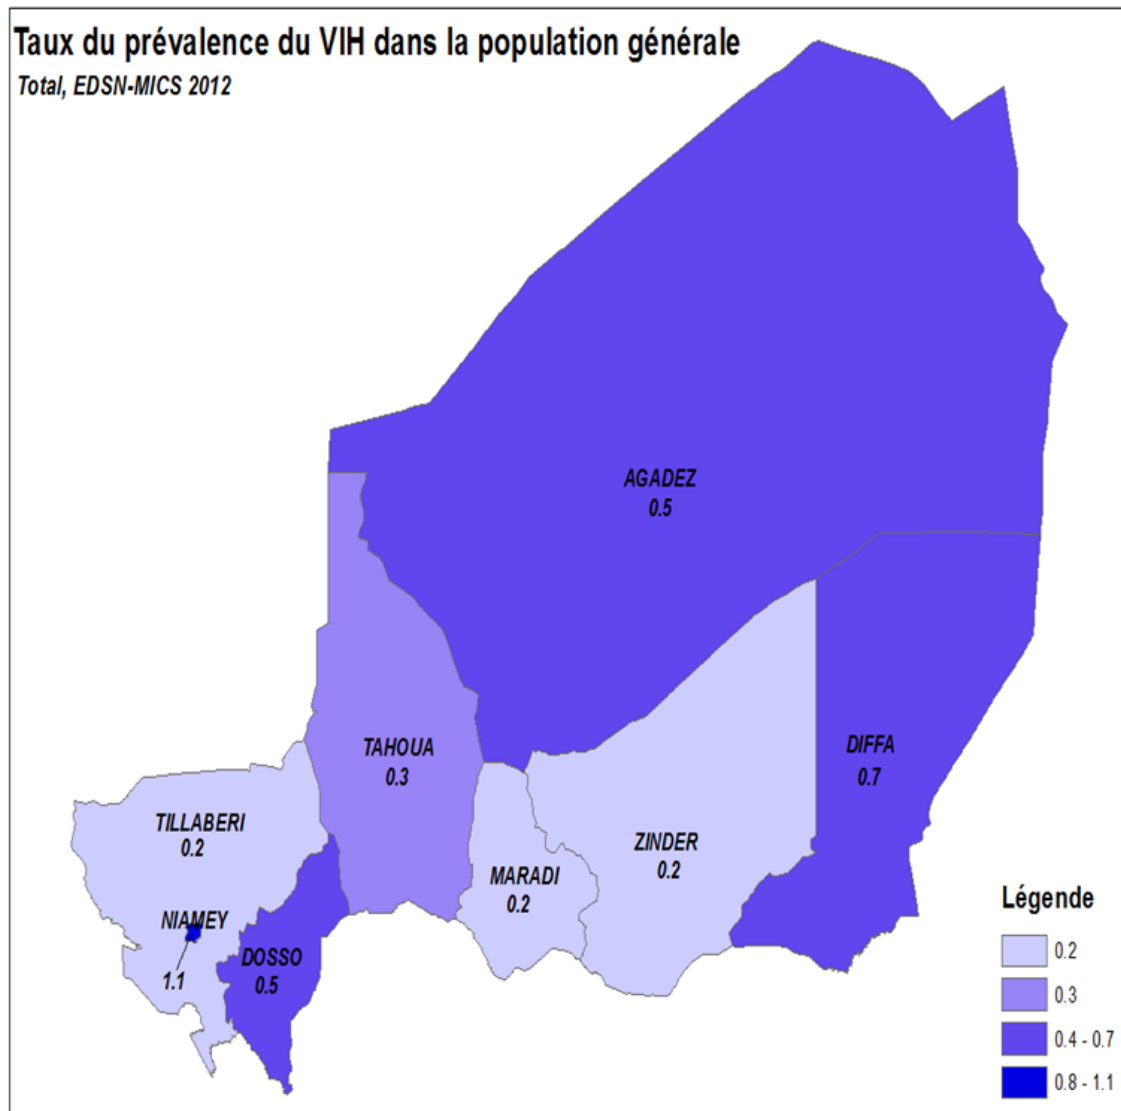 Taux du prévalence du VIH dans la population générale
Total, EDSN-MICS 2012
AGADEZ
0.5
TAHOUA
0.3
DIFFA
0.7
TILLABERI
0.2
ZINDER
0.2
MARADI
0.2
NIAMEY
1.1
DOSSO
0.5
Légende
0.2
0.3
0.4 - 0.7
0.8 - 1.1